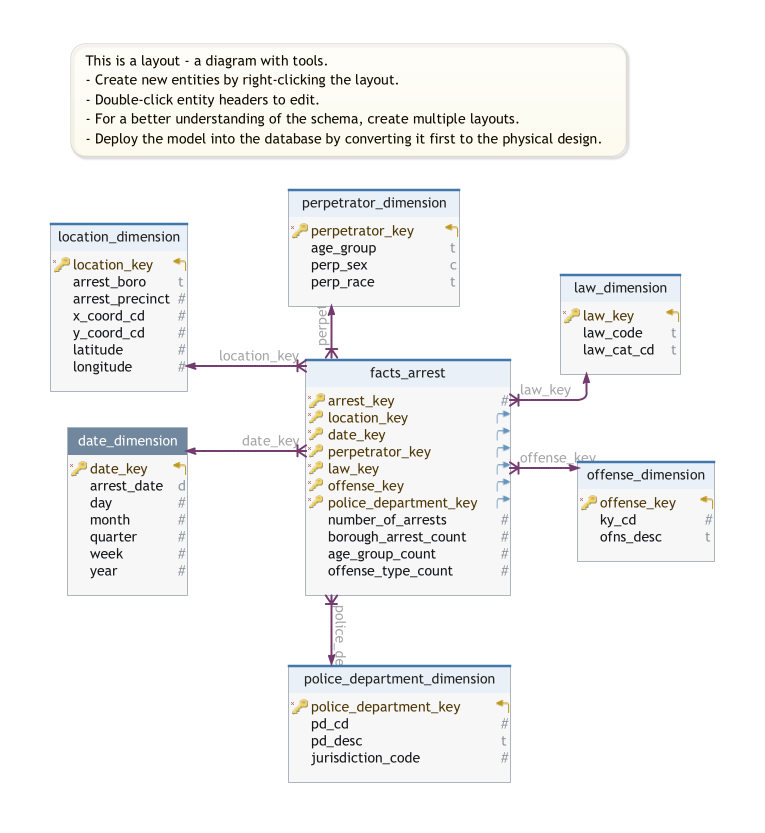 This is a layout - a diagram with tools.
- Create new entities by right-clicking the layout.
- Double-click entity headers to edit.
- For a better understanding of the schema, create multiple layouts.
- Deploy the model into the database by converting it first to the physical design.
perpetrator_dimension
perpetrator_key
age_group t
perp_sex c
perp_race t
location_dimension
location_key
arrest_boro t
arrest_precinct #
x_coord_cd #
y_coord_cd #
latitude #
longitude #
law_dimension
law_key
law_code t
law_cat_cd t
perpet
location_key
law_key
date_key
offense_key
police_de
facts_arrest
arrest_key #
location_key
date_key
perpetrator_key
law_key
offense_key
police_department_key
number_of_arrests #
borough_arrest_count #
age_group_count #
offense_type_count #
date_dimension
date_key
arrest_date d
day #
month #
quarter #
week #
year #
offense_dimension
offense_key
ky_cd #
ofns_desc t
police_department_dimension
police_department_key
pd_cd #
pd_desc t
jurisdiction_code #